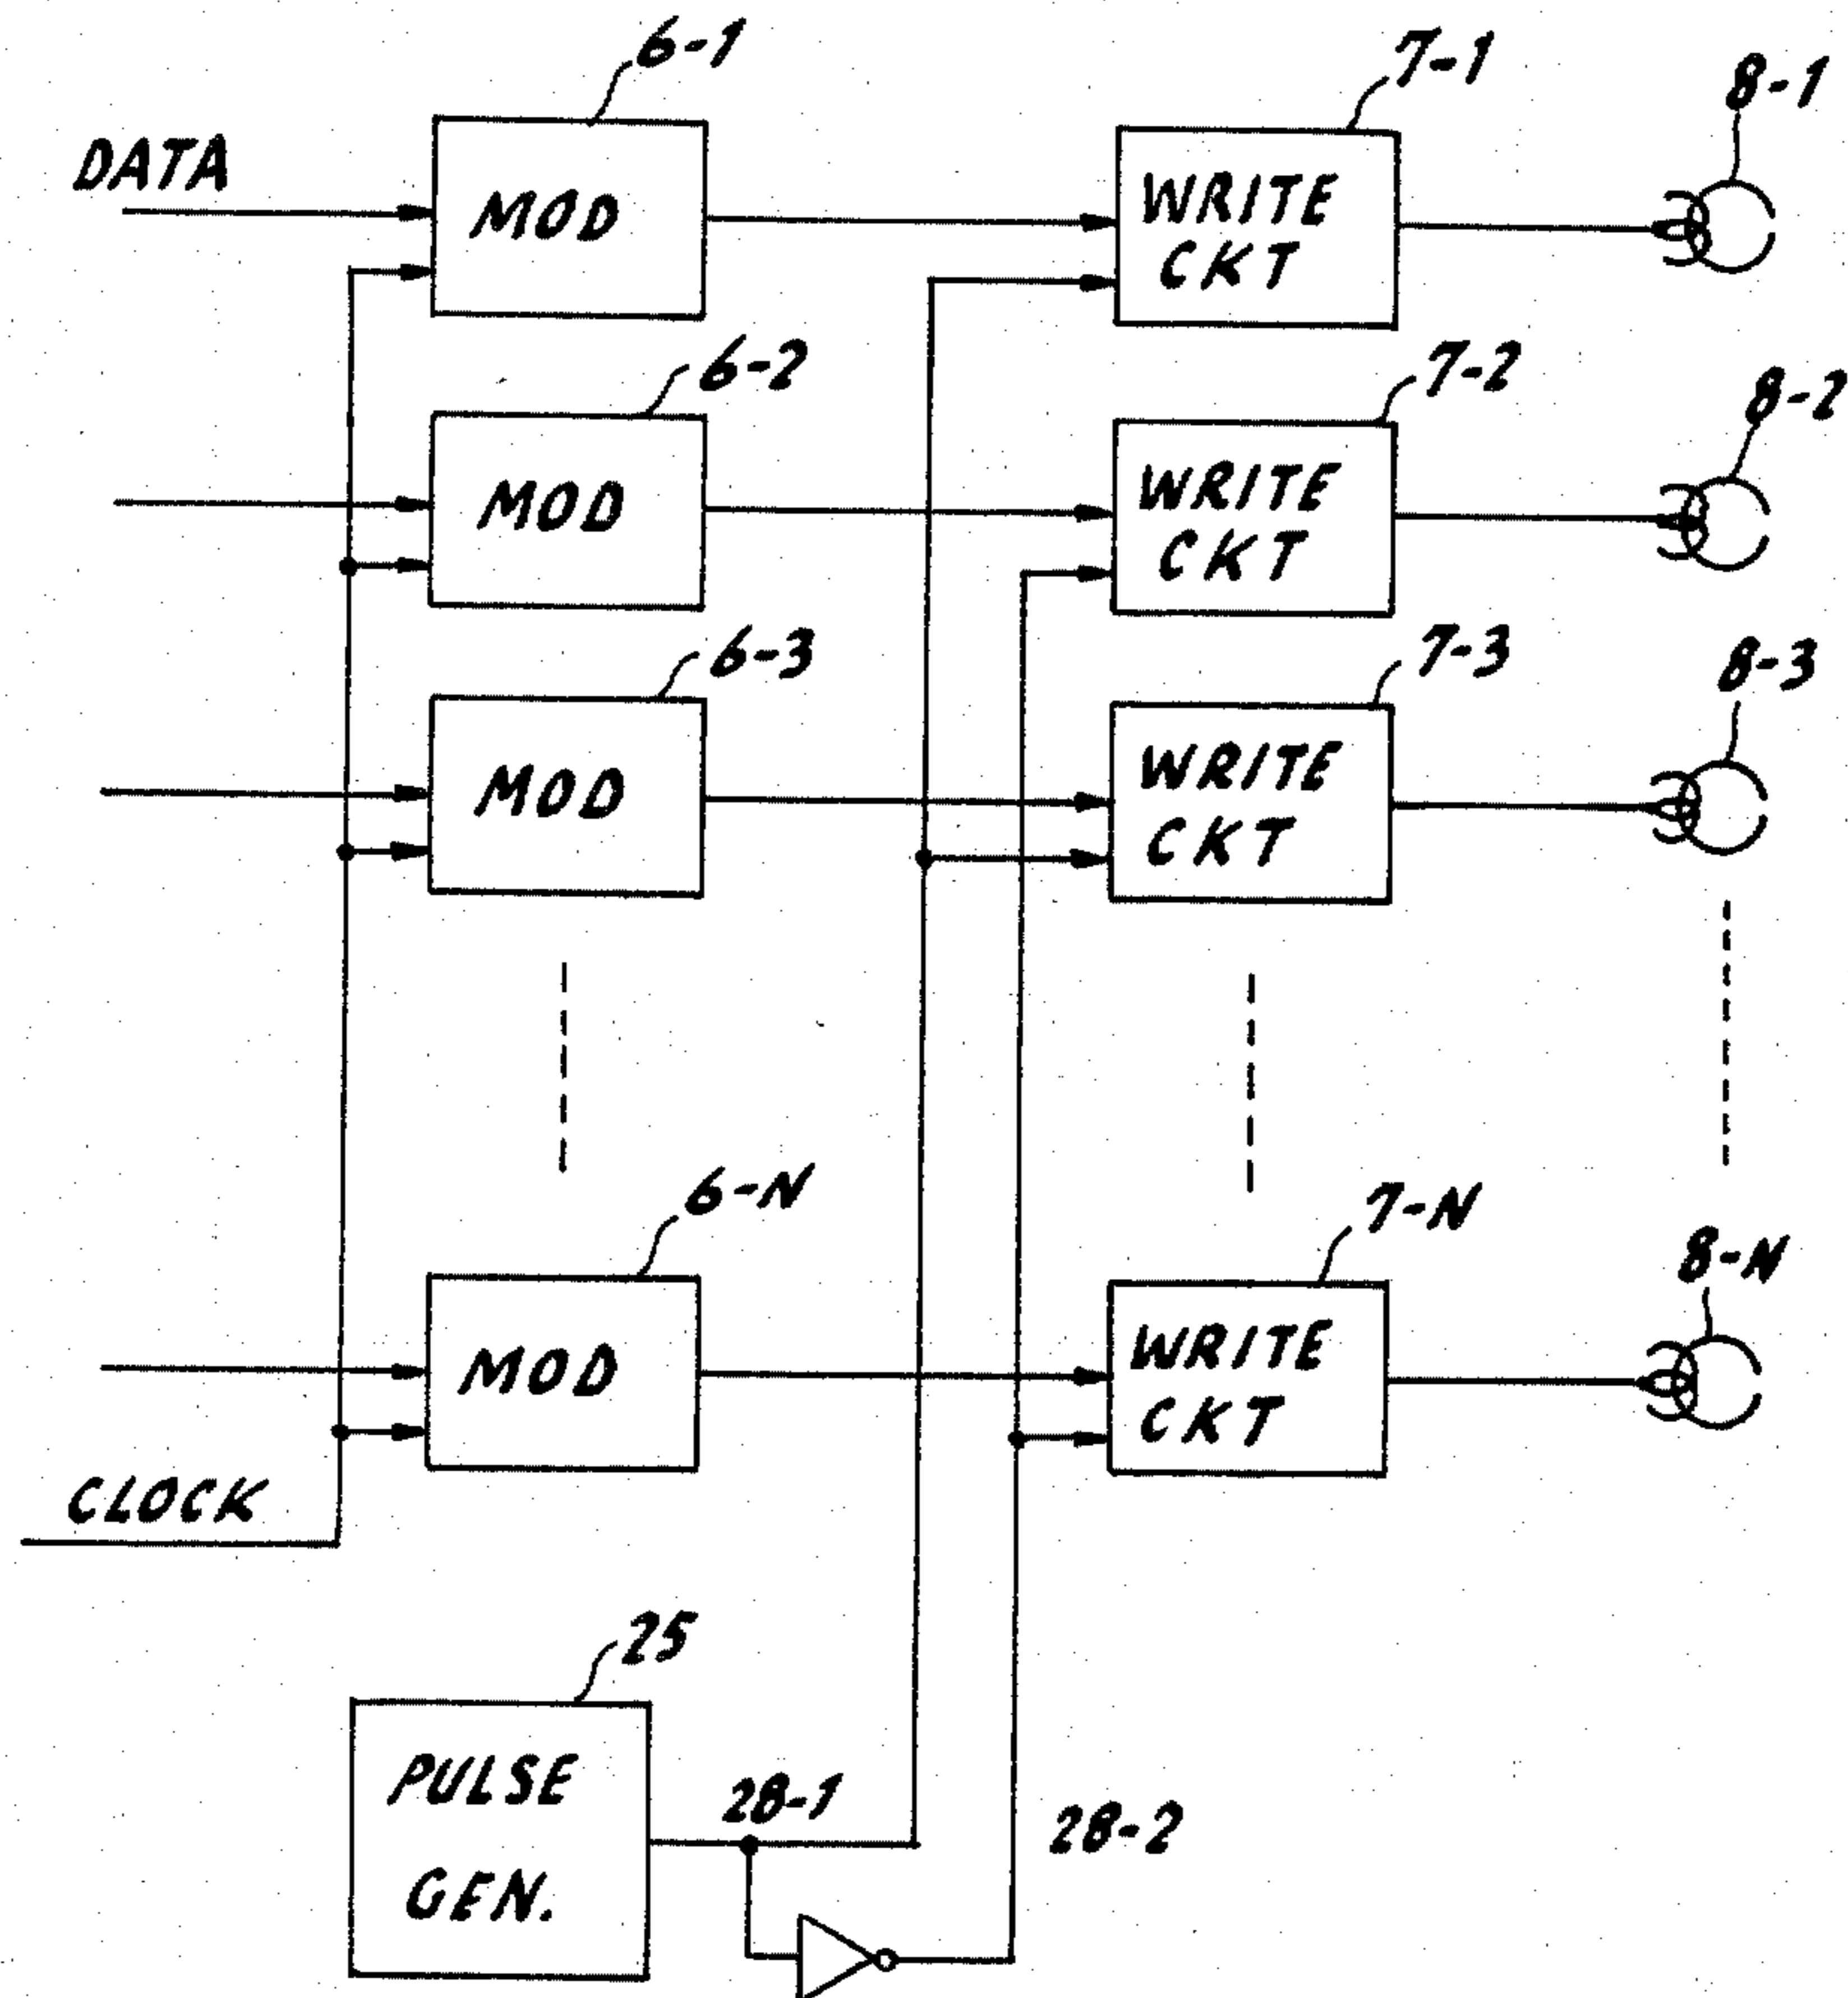 6-1
7-1
8-1
DATA
MOD
WRITE
CKT
6-2
7-2
8-2
MOD
WRITE
CKT
6-3
7-3
8-3
MOD
WRITE
CKT
6-N
7-N
8-N
MOD
WRITE
CKT
CLOCK
25
PULSE
GEN.
28-1
28-2